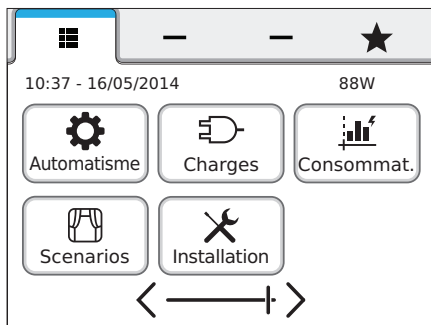 10:37 - 16/05/2014 88W
Automatisme Charges Consommat.
Scenarios Installation